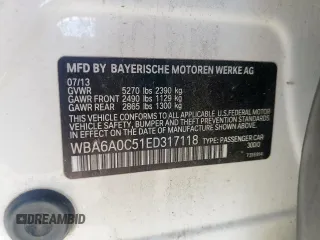 MFD BY BAYERISCHE MOTOREN WERKE AG
07/13
GVWR 5270 lbs 2390 kg
GAWR FRONT 2490 lbs 1129 kg
GAWR REAR 2865 lbs 1300 kg
THIS VEHICLE CONFORMS TO ALL APPLICABLE U.S. FEDERAL MOTOR
VEHICLE SAFETY, BUMPER, AND THEFT PREVENTION STANDARDS
IN EFFECT ON THE DATE OF MANUFACTURE SHOWN ABOVE.
WBA6A0C51ED317118 TYPE: PASSENGER CAR
DREAMBID